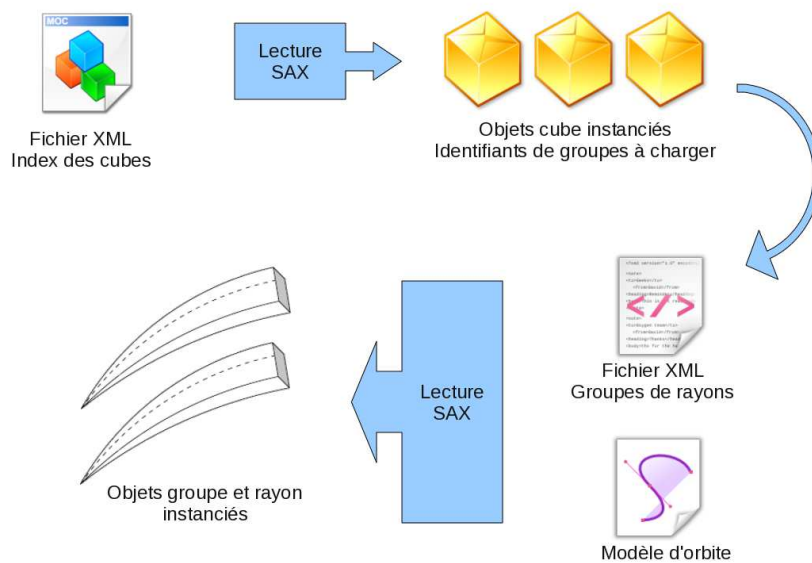 MOC
Lecture
SAX
Fichier XML
Index des cubes
Objets cube instanciés
Identifiants de groupes à charger
</>
Fichier XML
Groupes de rayons
Lecture
SAX
Objets groupe et rayon
instanciés
Modèle d'orbite